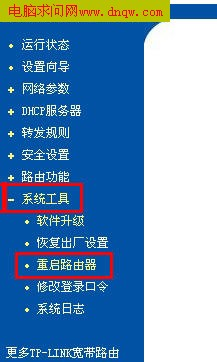 电脑求问网www.dnqw.com
运行状态
设置向导
网络参数
DHCP服务器
转发规则
安全设置
路由功能
系统工具
软件升级
恢复出厂设置
重启路由器
修改登录口令
系统日志
更多TP-LINK宽带路由